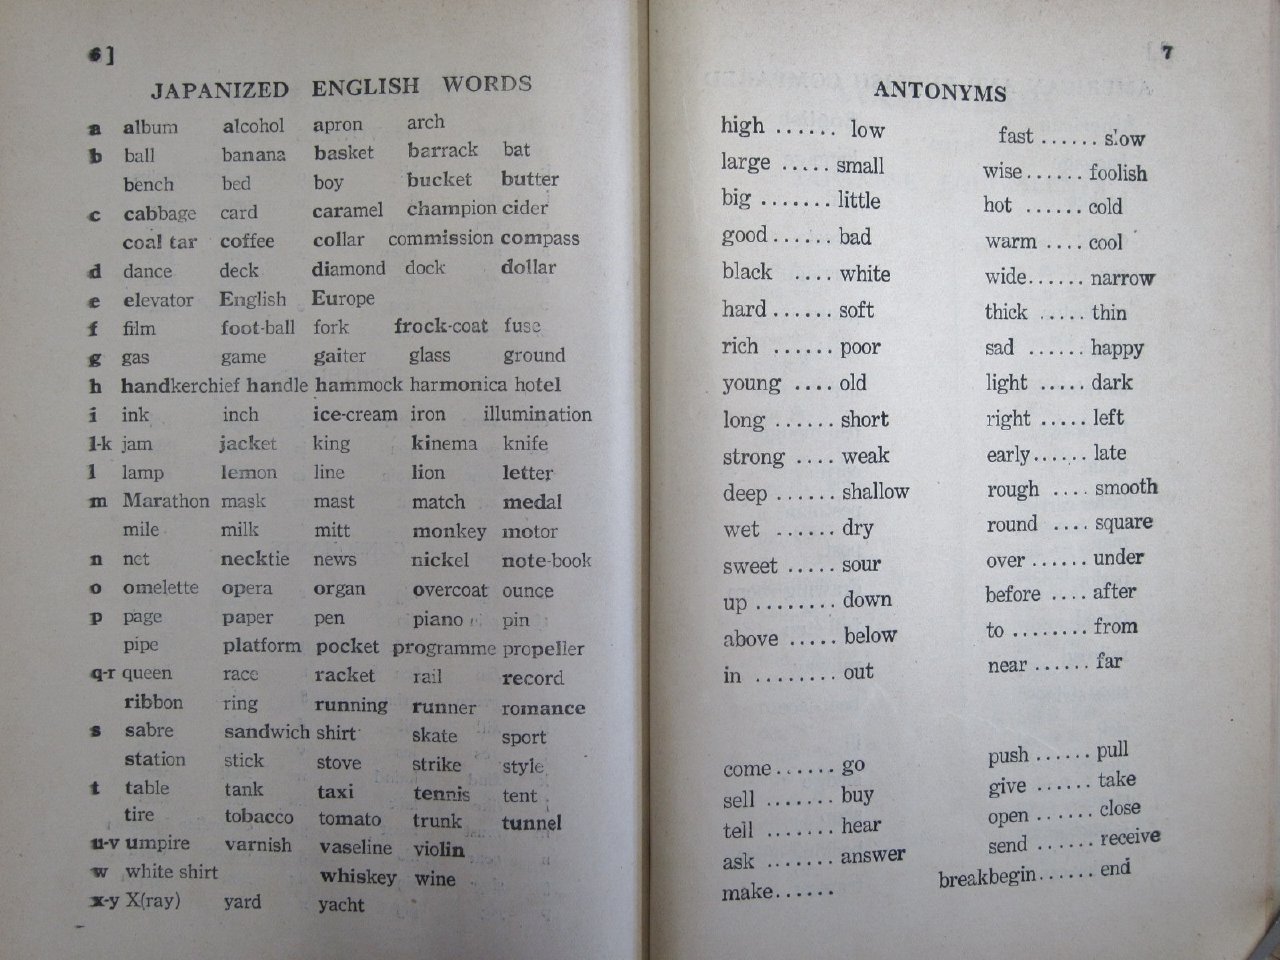 6 ]
JAPANIZED ENGLISH WORDS
a album alcohol apron arch
b ball banana basket barrack bat
bench bed boy bucket butter
c cabbage card caramel champion cider
coal tar coffee collar commission compass
d dance deck diamond dock dollar
e elevator English Europe
f film foot-ball fork frock-coat fuse
g gas game gaiter glass ground
h handkerchief handle hammock harmonica hotel
i ink inch ice-cream iron illumination
l-k jam jacket king kinema knife
l lamp lemon line lion letter
m Marathon mask mast match medal
mile milk mitt monkey motor
n net necktie news nickel note-book
o omelette opera organ overcoat ounce
p page paper pen piano pin
pipe platform pocket programme propeller
q-r queen race racket rail record
ribbon ring running runner romance
s sabre sandwich shirt skate sport
station stick stove strike style
t table tank taxi tennis tent
tire tobacco tomato trunk tunnel
u-v umpire varnish vaseline violin
w white shirt whiskey wine
x-y X(ray) yard yacht
7
ANTONYMS
high ...... low
large ..... small
big ....... little
good ...... bad
black .... white
hard ...... soft
rich ...... poor
young .... old
long ...... short
strong .... weak
deep ...... shallow
wet ...... dry
sweet ..... sour
up ........ down
above ..... below
in ........ out
come ...... go
sell ....... buy
tell ....... hear
ask ....... answer
make ......
fast ...... slow
wise ...... foolish
hot ...... cold
warm .... cool
wide ...... narrow
thick ..... thin
sad ...... happy
light ..... dark
right ..... left
early ...... late
rough .... smooth
round .... square
over ...... under
before .... after
to ........ from
near ...... far
push ...... pull
give ...... take
open ...... close
send ...... receive
breakbegin ...... end